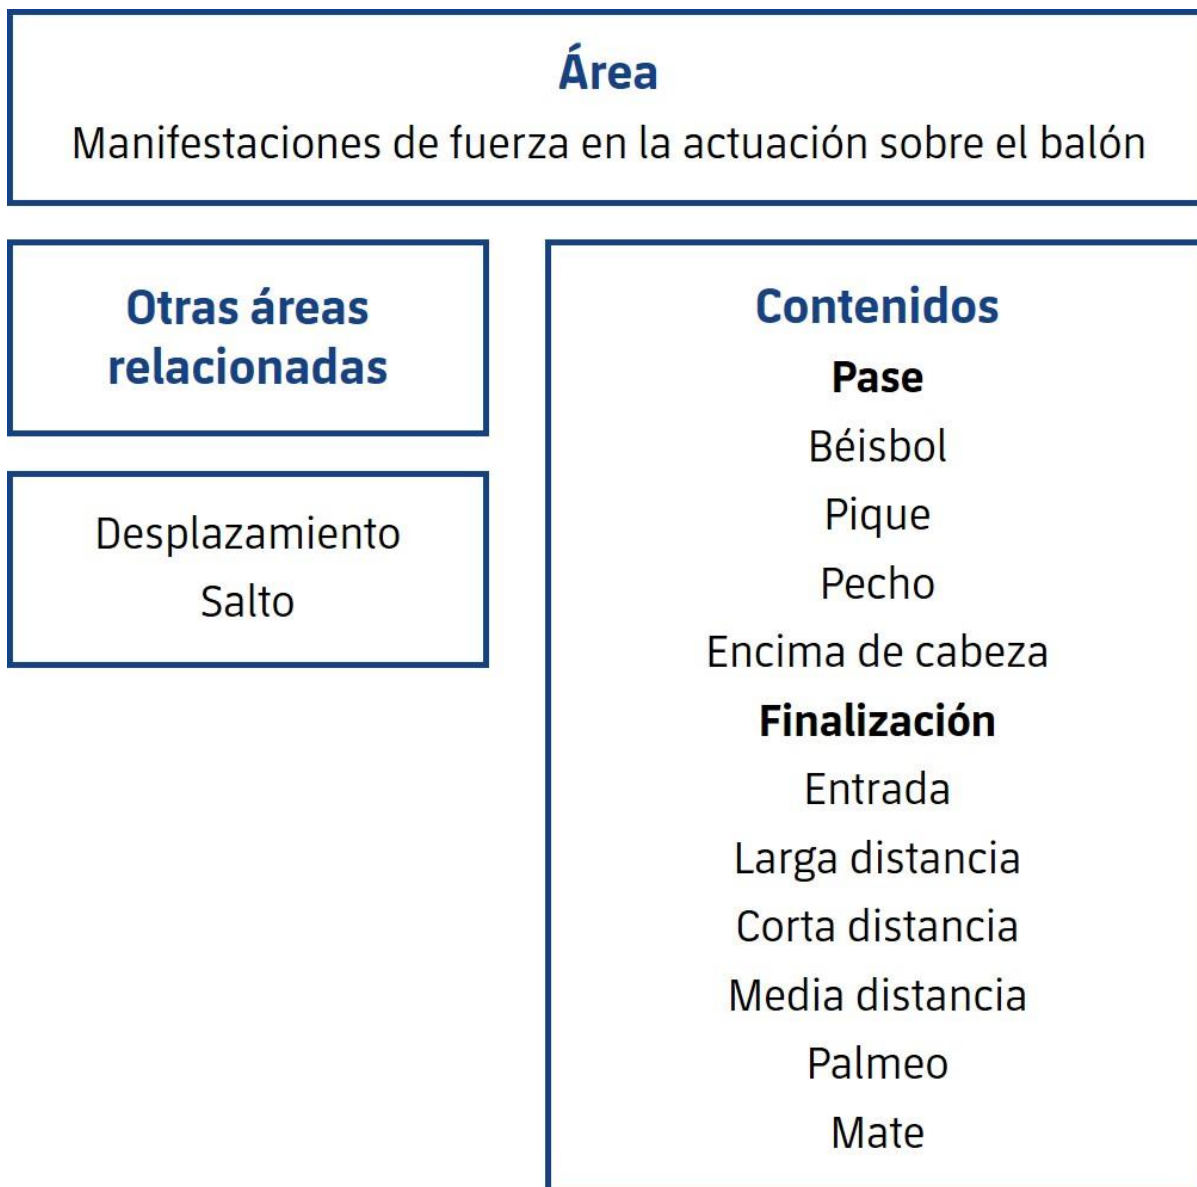 Área
Manifestaciones de fuerza en la actuación sobre el balón
Otras áreas
relacionadas
Desplazamiento
Salto
Contenidos
Pase
Béisbol
Pique
Pecho
Encima de cabeza
Finalización
Entrada
Larga distancia
Corta distancia
Media distancia
Palmeo
Mate